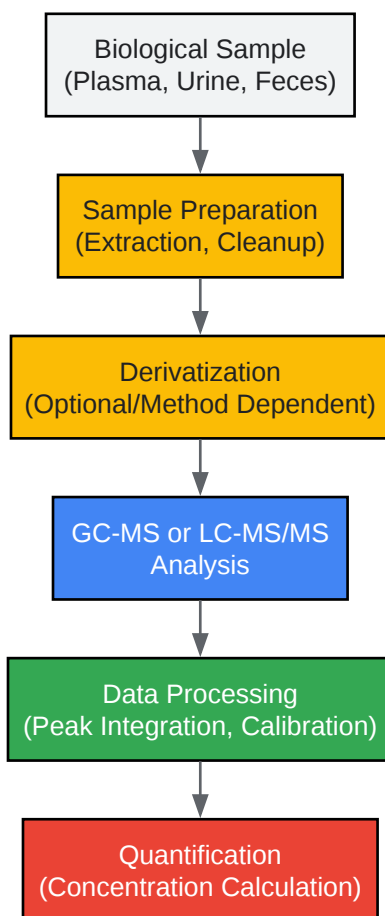 Biological Sample
(Plasma, Urine, Feces)
Sample Preparation
(Extraction, Cleanup)
Derivatization
(Optional/Method Dependent)
GC-MS or LC-MS/MS
Analysis
Data Processing
(Peak Integration, Calibration)
Quantification
(Concentration Calculation)